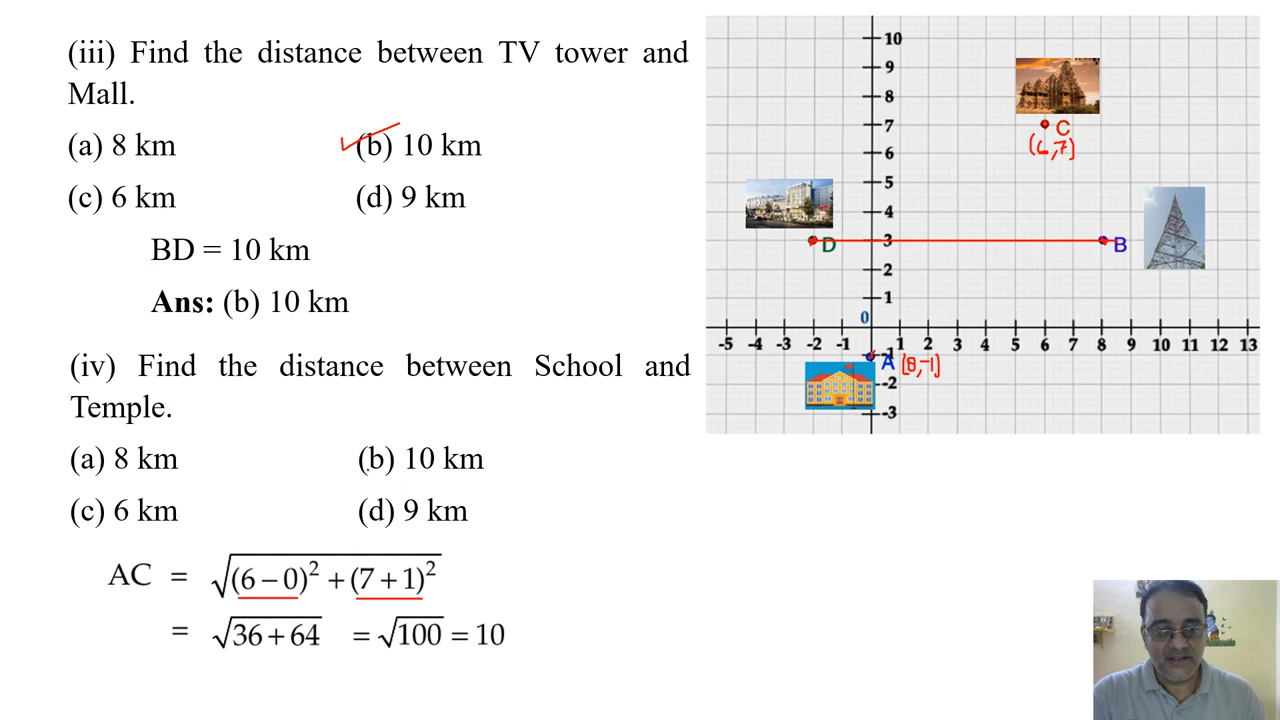 (iii) Find the distance between TV tower and
Mall.
(a) 8 km (b) 10 km
(c) 6 km (d) 9 km
BD = 10 km
Ans: (b) 10 km
(iv) Find the distance between School and
Temple.
(a) 8 km (b) 10 km
(c) 6 km (d) 9 km
AC = √(6 – 0)² + (7 + 1)²
= √36 + 64 = √100 = 10
10
9
8
7
C
(6,7)
6
5
4
D 3 B
2
1
0
-5 -4 -3 -2 -1 1 2 3 4 5 6 7 8 9 10 11 12 13
-1
A (8,-1)
-2
-3